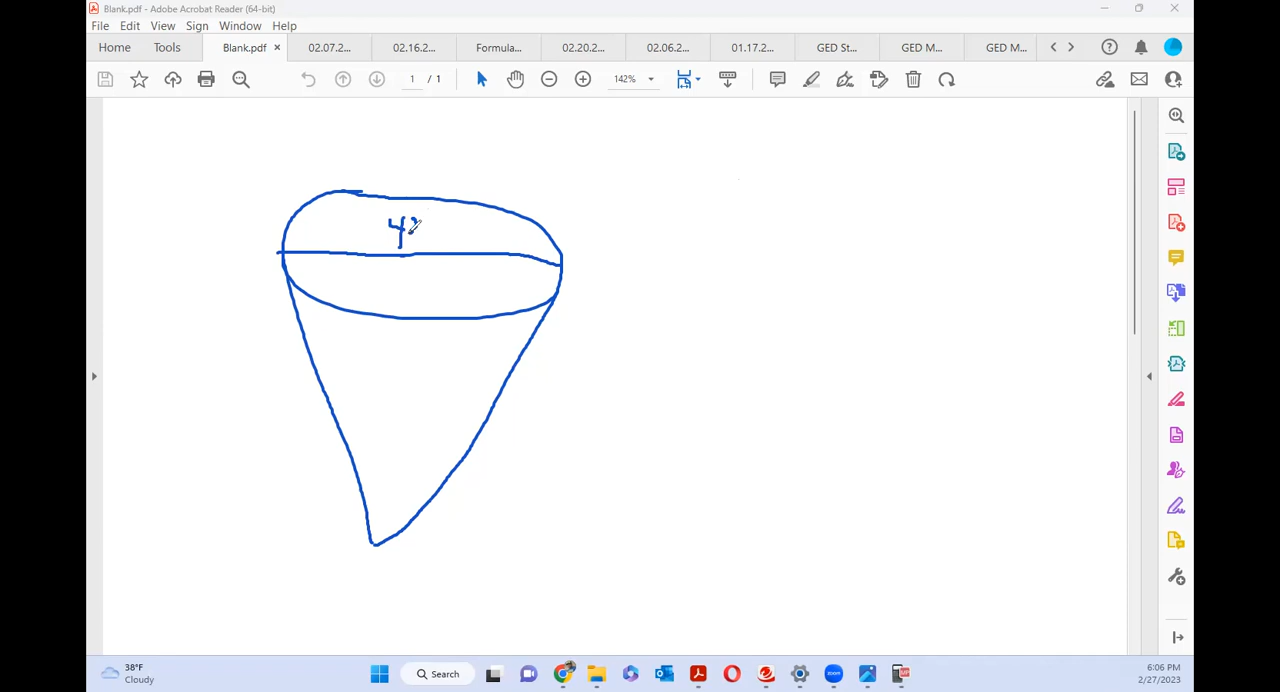 Blank.pdf - Adobe Acrobat Reader (64-bit)
File Edit View Sign Window Help
Home Tools Blank.pdf × 02.07.2... 02.16.2... Formula... 02.20.2... 02.06.2... 01.17.2... GED St... GED M... GED M...
1 / 1 142%
4
38°F
Cloudy
Search
6:06 PM
2/27/2023